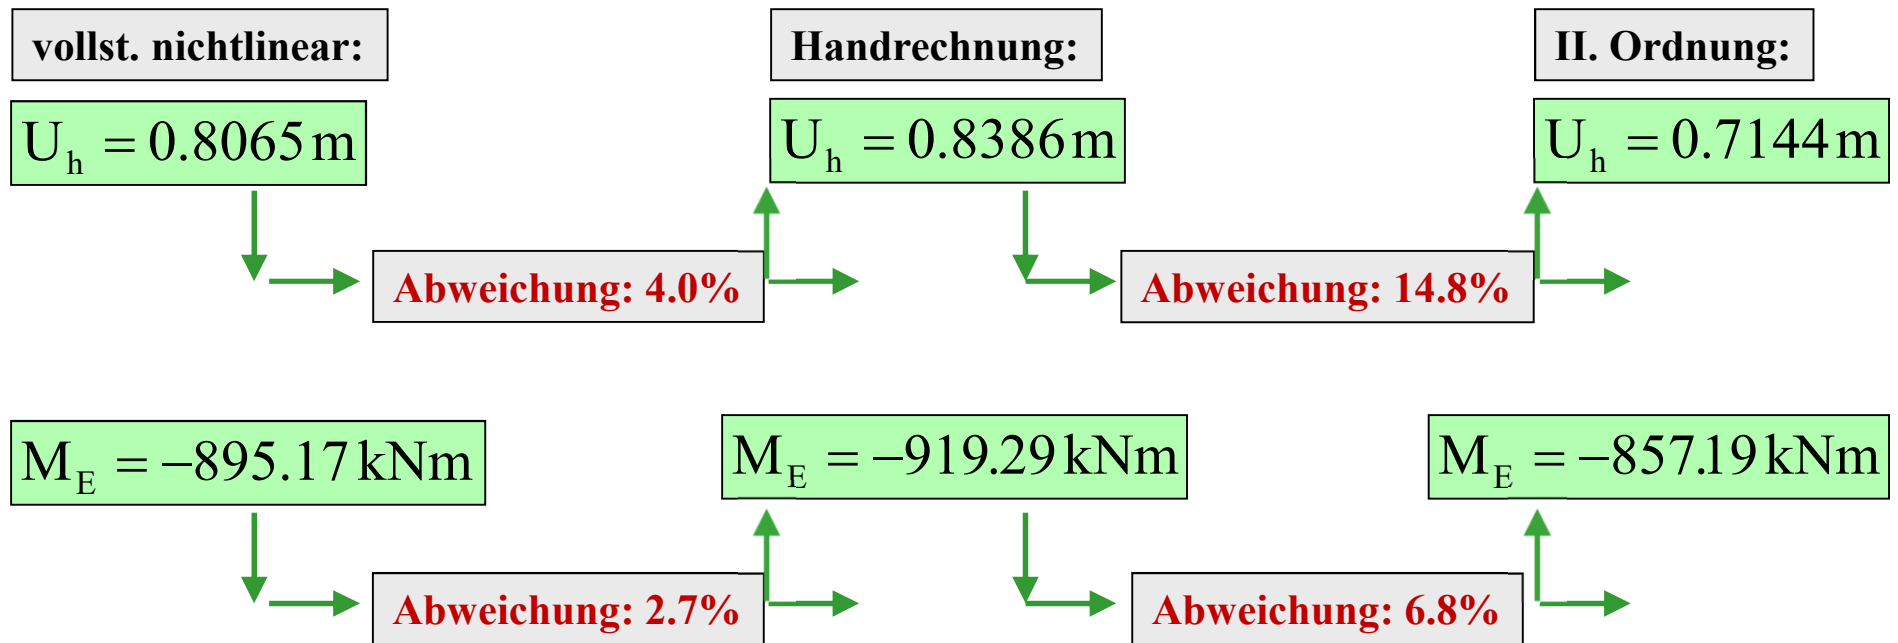 vollst. nichtlinear: Handrechnung: II. Ordnung:
U_h = 0.8065 m U_h = 0.8386 m U_h = 0.7144 m
Abweichung: 4.0% Abweichung: 14.8%
M_E = −895.17 kNm M_E = −919.29 kNm M_E = −857.19 kNm
Abweichung: 2.7% Abweichung: 6.8%